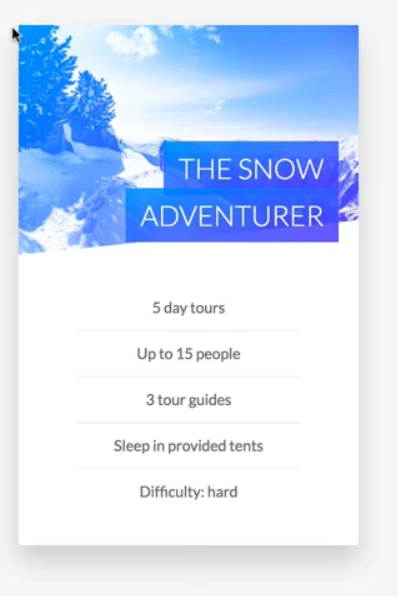 THE SNOW
ADVENTURER
5 day tours
Up to 15 people
3 tour guides
Sleep in provided tents
Difficulty: hard